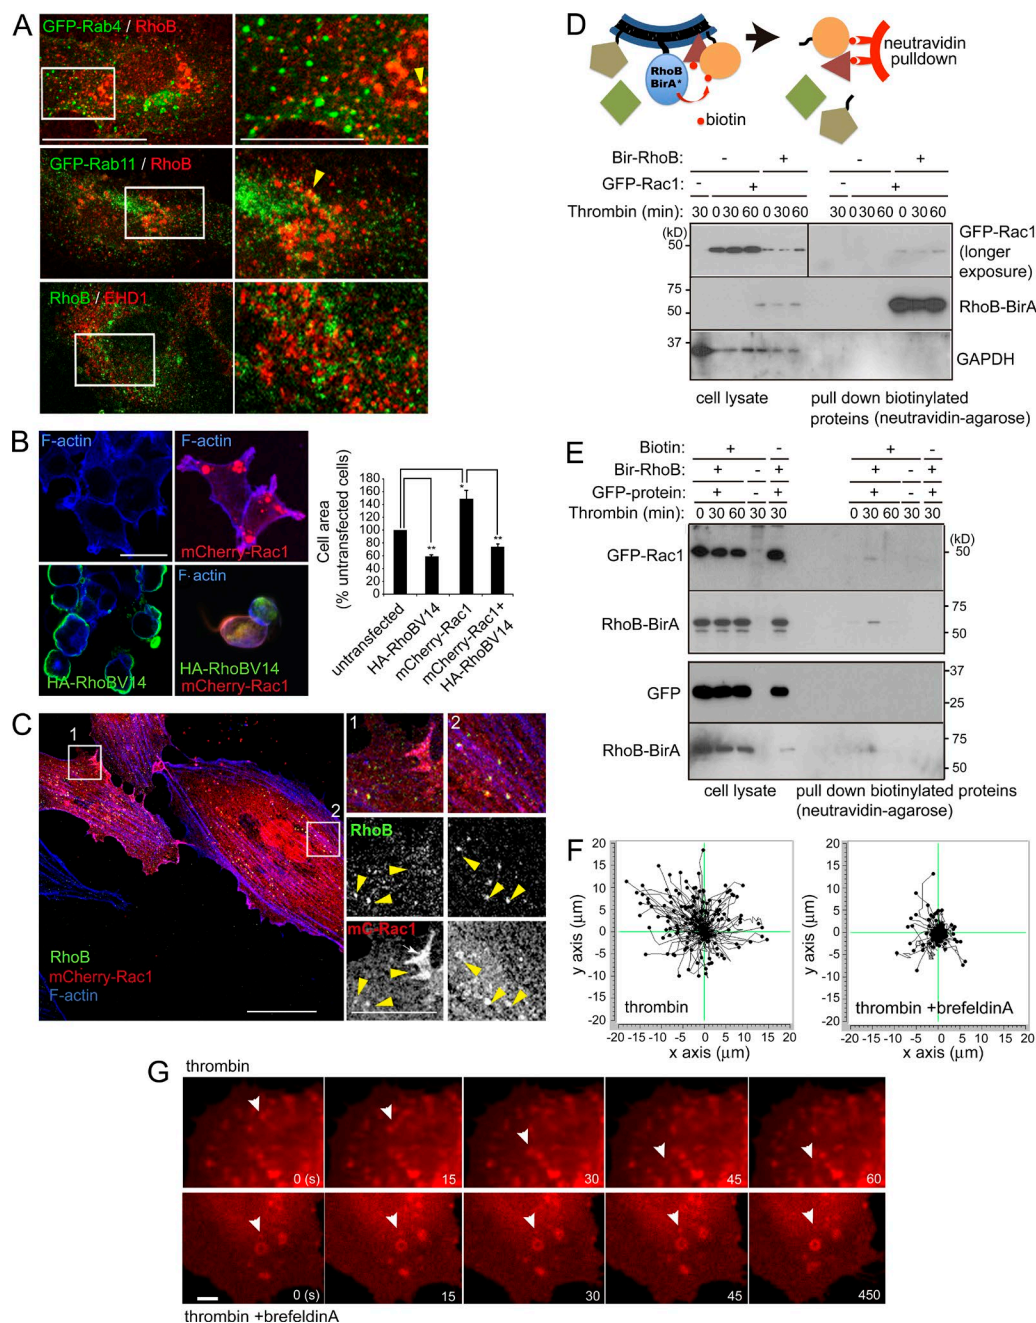 A
GFP-Rab4 / RhoB
GFP-Rab11 / RhoB
RhoB / EHD1
B
F-actin
F-actin
mCherry-Rac1
HA-RhoBV14
F-actin
HA-RhoBV14
mCherry-Rac1
Cell area
(% untransfected cells)
180
160
140
120
100
80
60
40
20
0
**
*
**
untransfected
HA-RhoBV14
mCherry-Rac1
mCherry-Rac1+
HA-RhoBV14
C
1
2
RhoB
mCherry-Rac1
F-actin
1
2
RhoB
mC-Rac1
D
RhoB
BirA*
biotin
neutravidin
pulldown
Bir-RhoB: - + - +
GFP-Rac1: - + - +
Thrombin (min): 30 0 30 60 0 30 60 30 0 30 60 0 30 60
(kD)
50
GFP-Rac1
(longer
exposure)
75
50
RhoB-BirA
37
GAPDH
cell lysate
pull down biotinylated
proteins (neutravidin-agarose)
E
Biotin: + - + -
Bir-RhoB: + - + + - +
GFP-protein: + - + + - +
Thrombin (min): 0 30 60 30 30 0 30 60 30 30
(kD)
GFP-Rac1
50
RhoB-BirA
75
50
GFP
37
25
RhoB-BirA
75
50
cell lysate
pull down biotinylated proteins
(neutravidin-agarose)
F
y axis (µm)
20
15
10
5
0
-5
-10
-15
-20
thrombin
-20 -15 -10 -5 0 5 10 15 20
x axis (µm)
y axis (µm)
20
15
10
5
0
-5
-10
-15
-20
thrombin +brefeldinA
-20 -15 -10 -5 0 5 10 15 20
x axis (µm)
G
thrombin
0 (s)
15
30
45
60
0 (s)
15
30
45
450
thrombin +brefeldinA